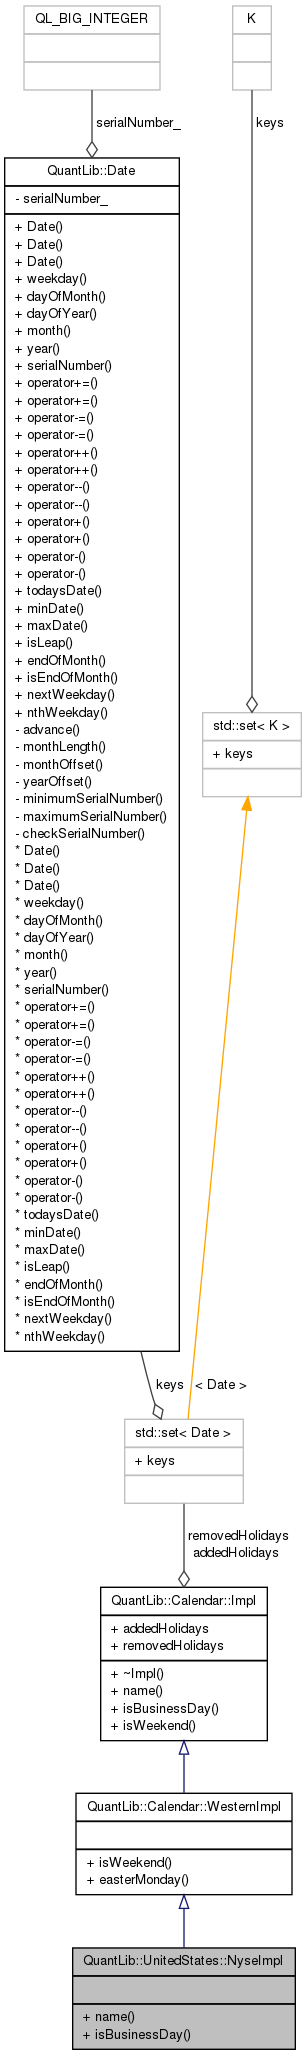 QL_BIG_INTEGER
K
serialNumber_
keys
QuantLib::Date
- serialNumber_
+ Date()
+ Date()
+ Date()
+ weekday()
+ dayOfMonth()
+ dayOfYear()
+ month()
+ year()
+ serialNumber()
+ operator+=()
+ operator+=()
+ operator-=()
+ operator-=()
+ operator++()
+ operator++()
+ operator--()
+ operator--()
+ operator+()
+ operator+()
+ operator-()
+ operator-()
+ todaysDate()
+ minDate()
+ maxDate()
+ isLeap()
+ endOfMonth()
+ isEndOfMonth()
+ nextWeekday()
+ nthWeekday()
- advance()
- monthLength()
- monthOffset()
- yearOffset()
- minimumSerialNumber()
- maximumSerialNumber()
- checkSerialNumber()
* Date()
* Date()
* Date()
* weekday()
* dayOfMonth()
* dayOfYear()
* month()
* year()
* serialNumber()
* operator+=()
* operator+=()
* operator-=()
* operator-=()
* operator++()
* operator++()
* operator--()
* operator--()
* operator+()
* operator+()
* operator-()
* operator-()
* todaysDate()
* minDate()
* maxDate()
* isLeap()
* endOfMonth()
* isEndOfMonth()
* nextWeekday()
* nthWeekday()
std::set< K >
+ keys
keys
< Date >
std::set< Date >
+ keys
removedHolidays
addedHolidays
QuantLib::Calendar::Impl
+ addedHolidays
+ removedHolidays
+ ~Impl()
+ name()
+ isBusinessDay()
+ isWeekend()
QuantLib::Calendar::WesternImpl
+ isWeekend()
+ easterMonday()
QuantLib::UnitedStates::NyseImpl
+ name()
+ isBusinessDay()